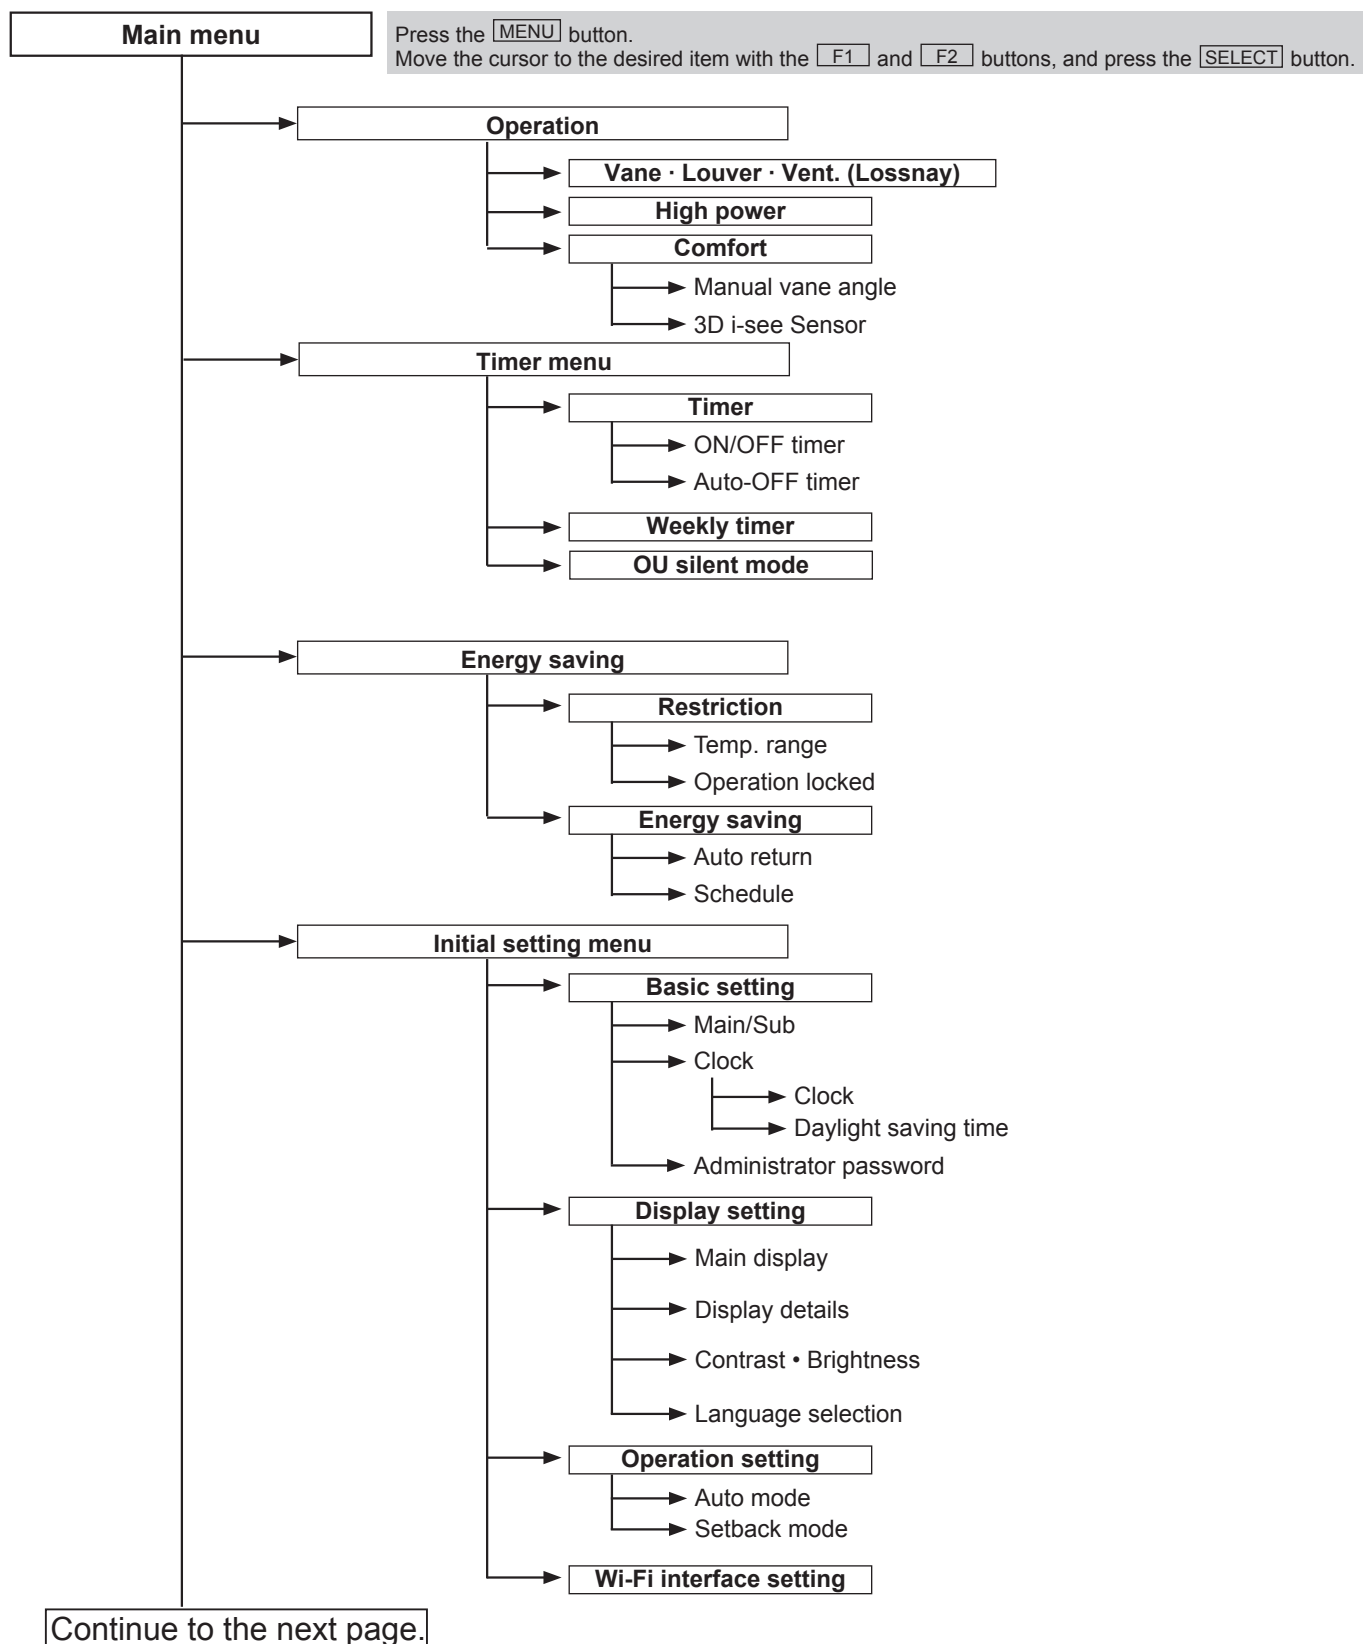 Main menu
Press the MENU button.
Move the cursor to the desired item with the F1 and F2 buttons, and press the SELECT button.
Operation
Vane · Louver · Vent. (Lossnay)
High power
Comfort
Manual vane angle
3D i-see Sensor
Timer menu
Timer
ON/OFF timer
Auto-OFF timer
Weekly timer
OU silent mode
Energy saving
Restriction
Temp. range
Operation locked
Energy saving
Auto return
Schedule
Initial setting menu
Basic setting
Main/Sub
Clock
Clock
Daylight saving time
Administrator password
Display setting
Main display
Display details
Contrast • Brightness
Language selection
Operation setting
Auto mode
Setback mode
Wi-Fi interface setting
Continue to the next page.